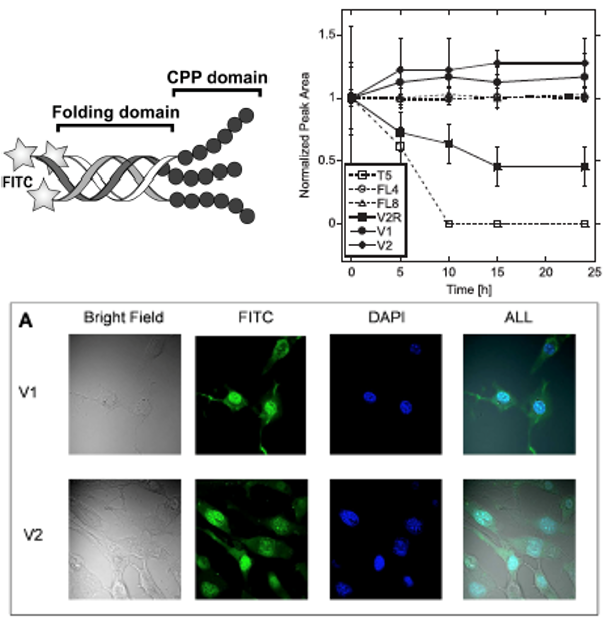 CPP domain
Folding domain
FITC
Normalized Peak Area
1.5
1
0.5
0
T5
FL4
FL8
V2R
V1
V2
0 5 10 15 20 25
Time [h]
A Bright Field FITC DAPI ALL
V1
V2